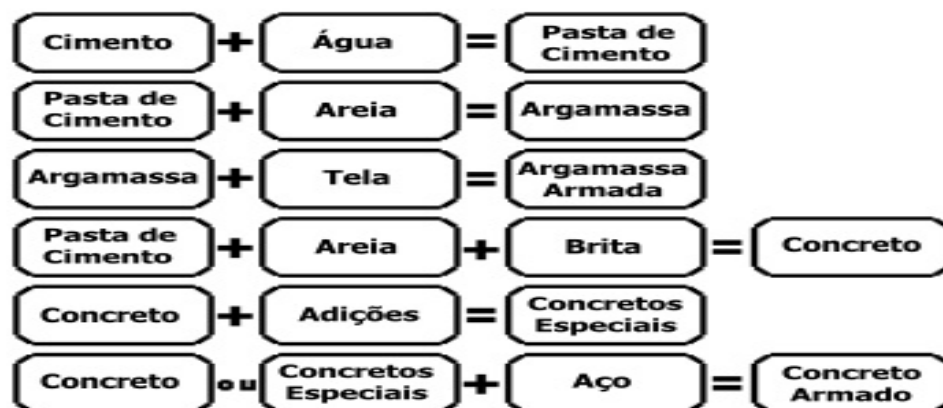 Cimento + Água = Pasta de Cimento
Pasta de Cimento + Areia = Argamassa
Argamassa + Tela = Argamassa Armada
Pasta de Cimento + Areia + Brita = Concreto
Concreto + Adições = Concretos Especiais
Concreto ou Concretos Especiais + Aço = Concreto Armado